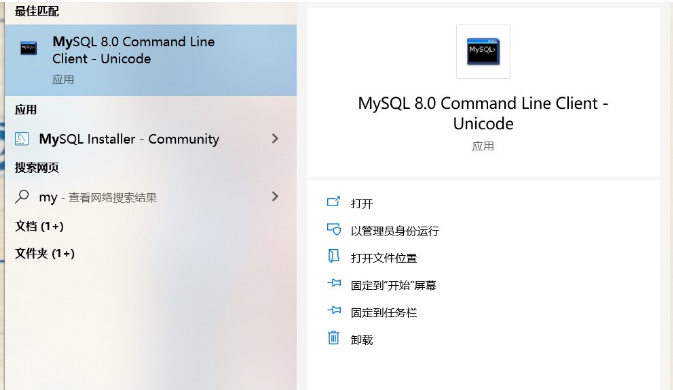 最佳匹配
MySQL 8.0 Command Line
Client - Unicode
应用
应用
MySQL Installer - Community
搜索网页
my - 查看网络搜索结果
文档 (1+)
文件夹 (1+)
MySQL
MySQL 8.0 Command Line Client -
Unicode
应用
打开
以管理员身份运行
打开文件位置
固定到"开始"屏幕
固定到任务栏
卸载